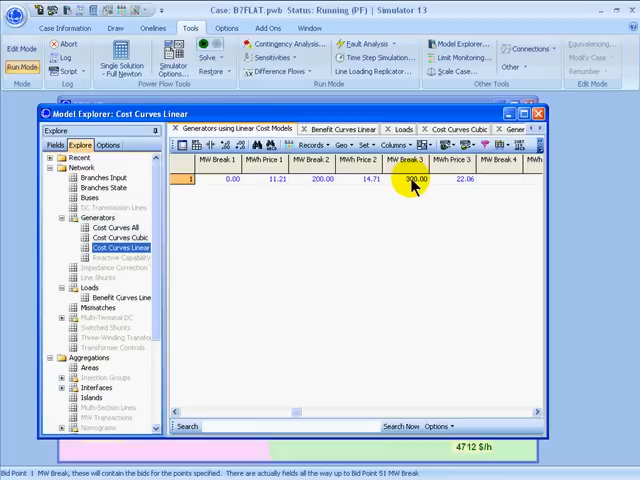 Case: B7FLAT.pwb Status: Running (PF) | Simulator 13
Case Information
Draw
Onelines
Tools
Options
Add Ons
Window
Edit Mode
Run Mode
Mode
Abort
Log
Script
Log
Single Solution - Full Newton
Simulator Options...
Solve
Restore
Power Flow Tools
Contingency Analysis...
Sensitivities
Difference Flows
Fault Analysis
Time Step Simulation...
Line Loading Replicator...
Run Mode
Model Explorer...
Limit Monitoring...
Scale Case...
Connections
Other
Other Tools
Equivalencing...
Modify Case
Renumber
Edit Mode
Model Explorer: Cost Curves Linear
Explore
Fields Explore Options
Recent
Network
Branches Input
Branches State
Buses
DC Transmission Lines
Generators
Cost Curves All
Cost Curves Cubic
Cost Curves Linear
Reactive Capability
Impedance Correction
Line Shunts
Loads
Benefit Curves Line
Mismatches
Multi-Terminal DC
Switched Shunts
Three-Winding Transfor
Transformer Controls
Aggregations
Areas
Injection Groups
Interfaces
Islands
Multi-Section Lines
MW Transactions
Nomograms
Generators using Linear Cost Models
Benefit Curves Linear
Loads
Cost Curves Cubic
Gener
Records Geo Set Columns
MW Break 1 MWh Price 1 MW Break 2 MWh Price 2 MW Break 3 MWh Price 3 MW Break 4 MWh
1 0.00 11.21 200.00 14.71 300.00 22.06
Search Search Now Options
4712 $/h
Bid Point 1 MW Break, these will contain the bids for the points specified. There are actually fields all the way up to Bid Point 51 MW Break